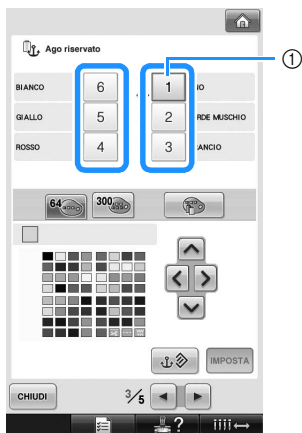 Ago riservato
①
BIANCO 6 1 IO
GIALLO 5 2 RDE MUSCHIO
ROSSO 4 3 ANCIO
64 300
IMPOSTA
CHIUDI 3/5
?